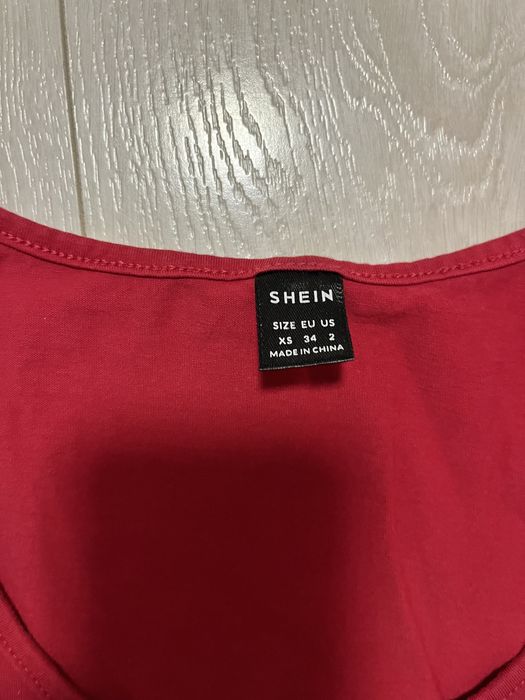 SHEIN
SIZE EU US
XS 34 2
MADE IN CHINA